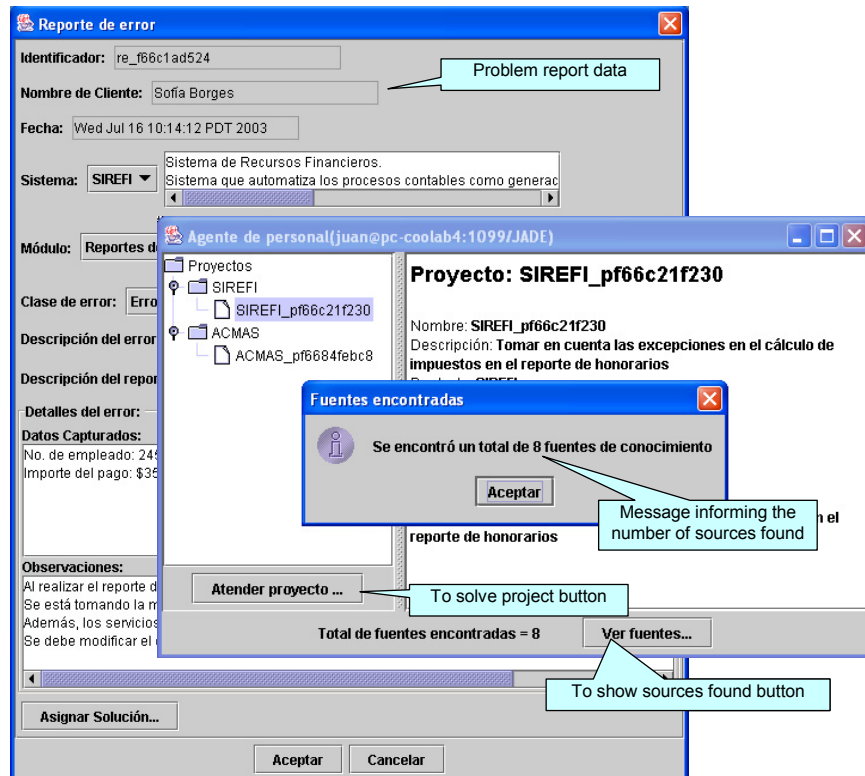 Reporte de error
Identificador: re_f66c1ad524
Problem report data
Nombre de Cliente: Sofía Borges
Fecha: Wed Jul 16 10:14:12 PDT 2003
Sistema: SIREFI
Sistema de Recursos Financieros.
Sistema que automatiza los procesos contables como generac
Módulo: Reportes d
Clase de error: Erro
Descripción del error
Descripción del repor
Detalles del error:
Datos Capturados:
No. de empleado: 245
Importe del pago: $35
Observaciones:
Al realizar el reporte d
Se está tomando la m
Además, los servicios
Se debe modificar el
Asignar Solución...
Aceptar
Cancelar
Agente de personal(juan@pc-coolab4:1099/JADE)
Proyectos
SIREFI
SIREFI_pf66c21f230
ACMAS
ACMAS_pf6684febc8
Proyecto: SIREFI_pf66c21f230
Nombre: SIREFI_pf66c21f230
Descripción: Tomar en cuenta las excepciones en el cálculo de
impuestos en el reporte de honorarios
Fuentes encontradas
Se encontró un total de 8 fuentes de conocimiento
Aceptar
Message informing the
number of sources found
n el
reporte de honorarios
Atender proyecto ...
To solve project button
Total de fuentes encontradas = 8
Ver fuentes...
To show sources found button